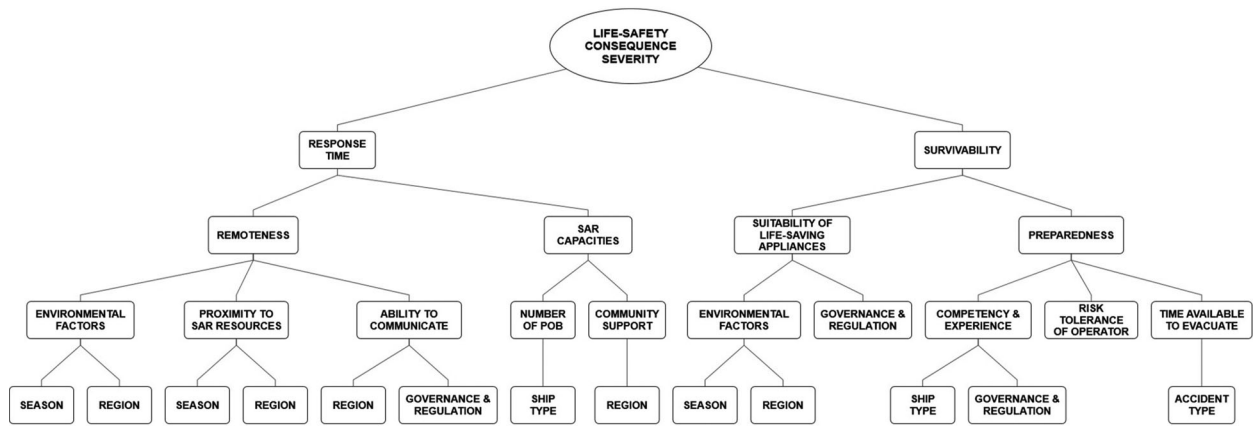 LIFE-SAFETY
CONSEQUENCE
SEVERITY
RESPONSE
TIME
SURVIVABILITY
REMOTENESS
SAR
CAPACITIES
SUITABILITY OF
LIFE-SAVING
APPLIANCES
PREPAREDNESS
ENVIRONMENTAL
FACTORS
PROXIMITY TO
SAR RESOURCES
ABILITY TO
COMMUNICATE
NUMBER
OF POB
COMMUNITY
SUPPORT
ENVIRONMENTAL
FACTORS
GOVERNANCE &
REGULATION
COMPETENCY &
EXPERIENCE
RISK
TOLERANCE
OF OPERATOR
TIME AVAILABLE
TO EVACUATE
SEASON
REGION
SEASON
REGION
REGION
GOVERNANCE &
REGULATION
SHIP
TYPE
REGION
SEASON
REGION
SHIP
TYPE
GOVERNANCE &
REGULATION
ACCIDENT
TYPE